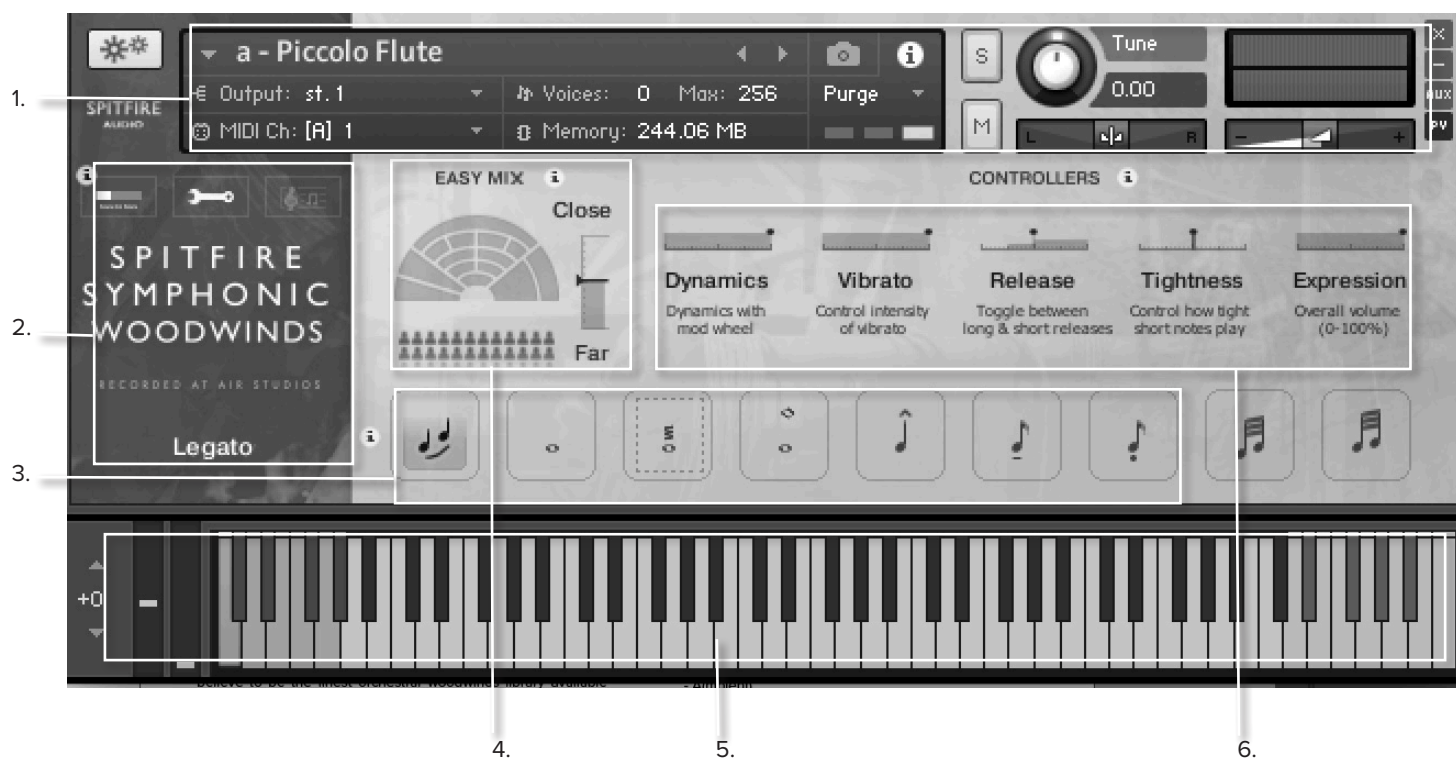 a - Piccolo Flute
S
Tune
X
–
1.
SPITFIRE
AUDIO
Output: st.1
Voices: 0 Max: 256
Purge
0.00
AUX
MIDI Ch: [A] 1
Memory: 244.06 MB
M
L
R
-
+
PV
EASY MIX
CONTROLLERS
Close
Far
Dynamics
Dynamics with
mod wheel
Vibrato
Control intensity
of vibrato
Release
Toggle between
long & short releases
Tightness
Control how tight
short notes play
Expression
Overall volume
(0-100%)
2.
SPITFIRE
SYMPHONIC
WOODWINDS
RECORDED AT AIR STUDIOS
Legato
3.
+0
4.
5.
6.